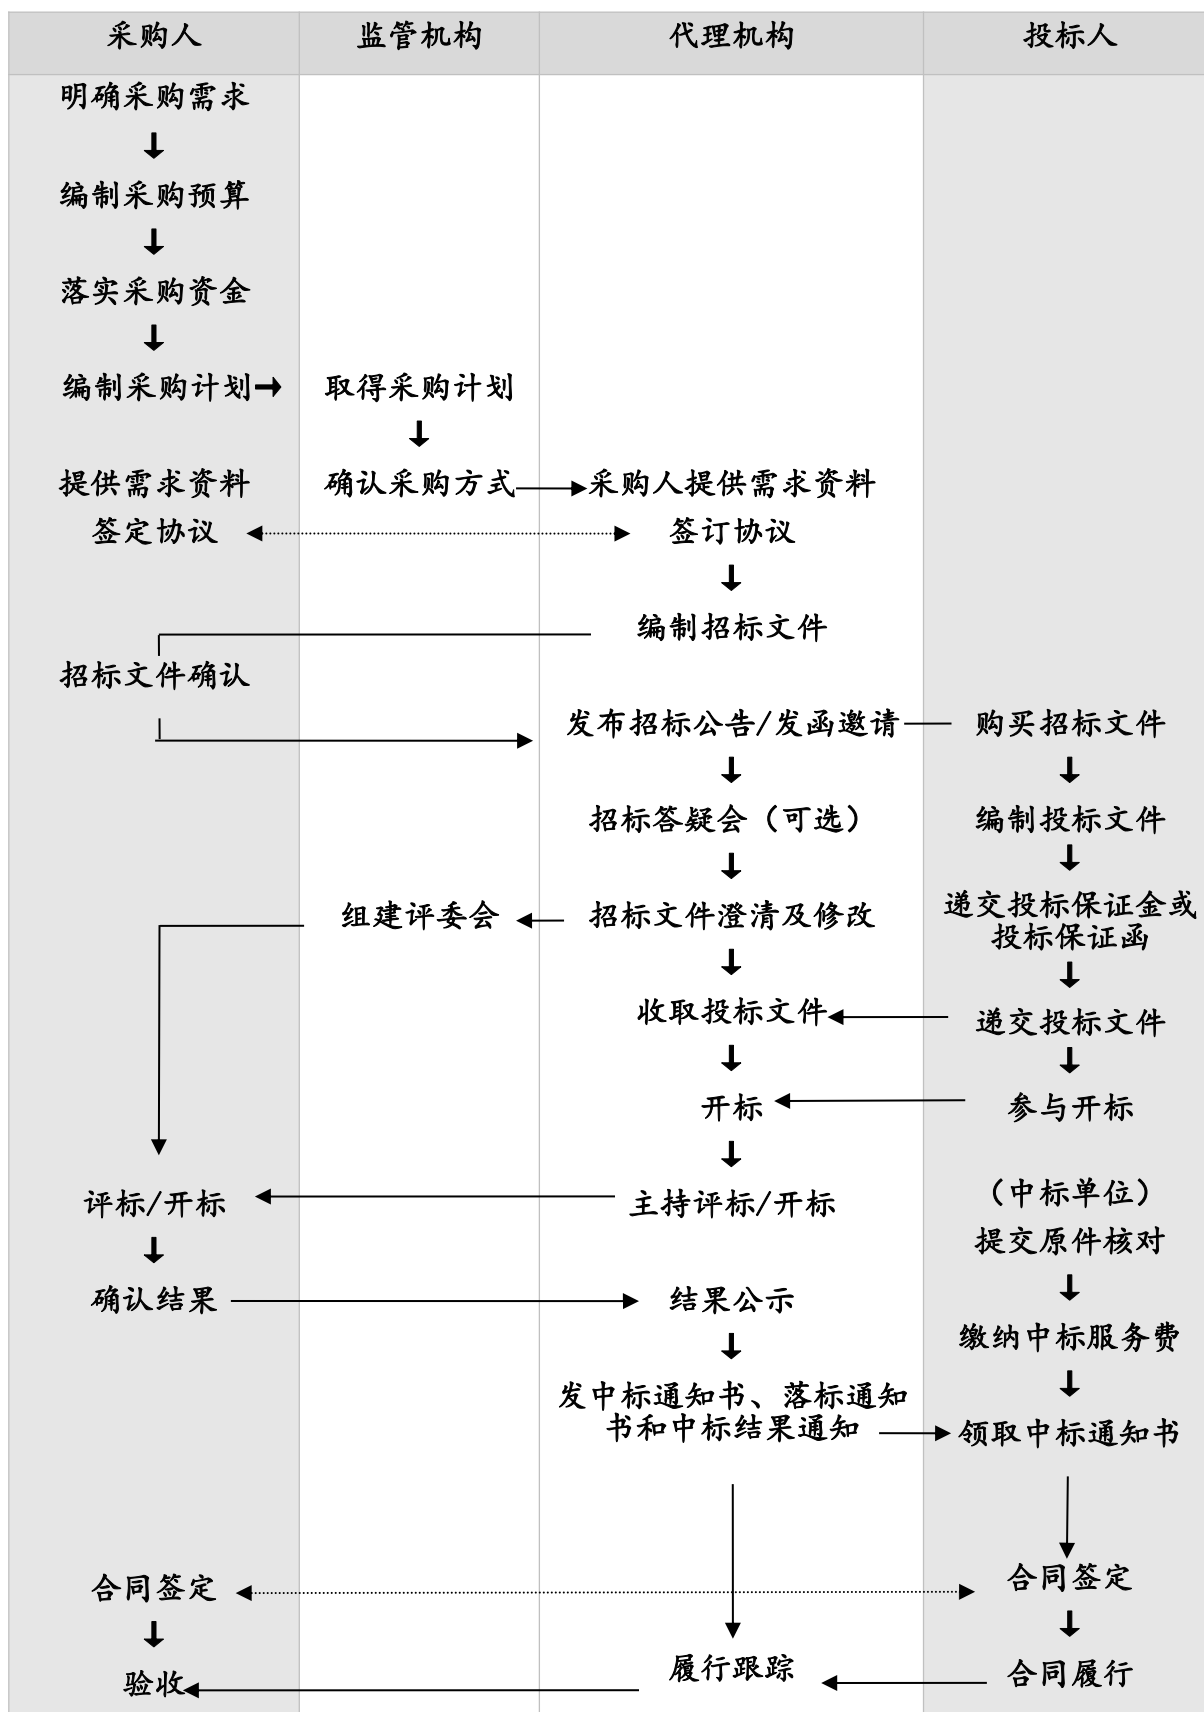 采购人 监管机构 代理机构 投标人
明确采购需求
编制采购预算
落实采购资金
编制采购计划 取得采购计划
提供需求资料 确认采购方式 采购人提供需求资料
签定协议 签订协议
编制招标文件
招标文件确认
发布招标公告/发函邀请 购买招标文件
招标答疑会（可选） 编制投标文件
组建评委会 招标文件澄清及修改 递交投标保证金或
投标保证函
收取投标文件 递交投标文件
开标 参与开标
评标/开标 主持评标/开标 （中标单位）
提交原件核对
确认结果 结果公示
缴纳中标服务费
发中标通知书、落标通知
书和中标结果通知 领取中标通知书
合同签定 合同签定
验收 履行跟踪 合同履行